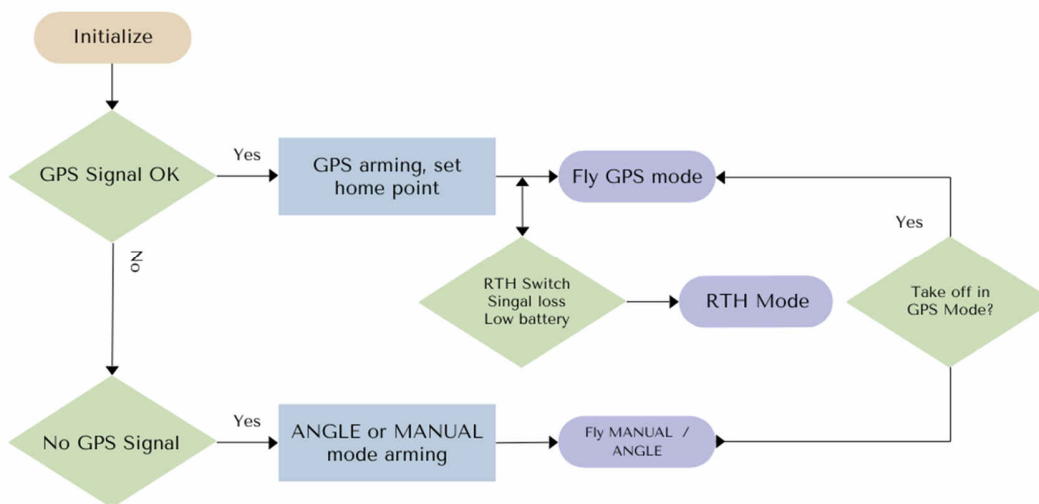 Initialize
GPS Signal OK
Yes
GPS arming, set
home point
Fly GPS mode
Yes
No
RTH Switch
Singal loss
Low battery
RTH Mode
Take off in
GPS Mode?
No GPS Signal
Yes
ANGLE or MANUAL
mode arming
Fly MANUAL /
ANGLE